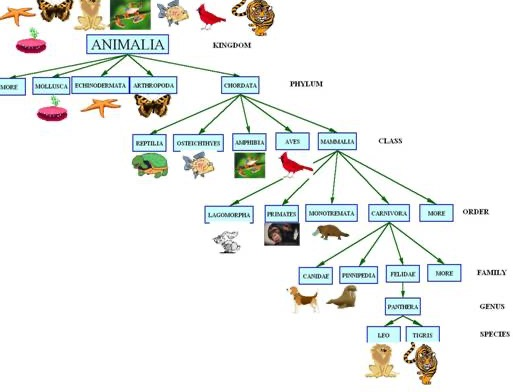 ANIMALIA KINGDOM
MORE MOLLUSCA ECHINODERMATA ARTHROPODA CHORDATA PHYLUM
REPTILIA OSTEICHTHYES AMPHIBIA AVES MAMMALIA CLASS
LAGOMORPHA PRIMATES MONOTREMATA CARNIVORA MORE ORDER
CANIDAE PINNIPEDIA FELIDAE MORE FAMILY
PANTHERA GENUS
LEO TIGRIS SPECIES